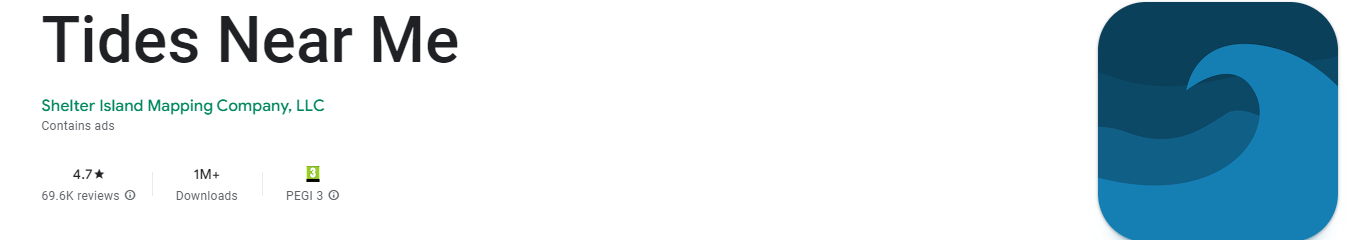 Tides Near Me
Shelter Island Mapping Company, LLC
Contains ads
4.7★ 1M+ 3
69.6K reviews Downloads PEGI 3